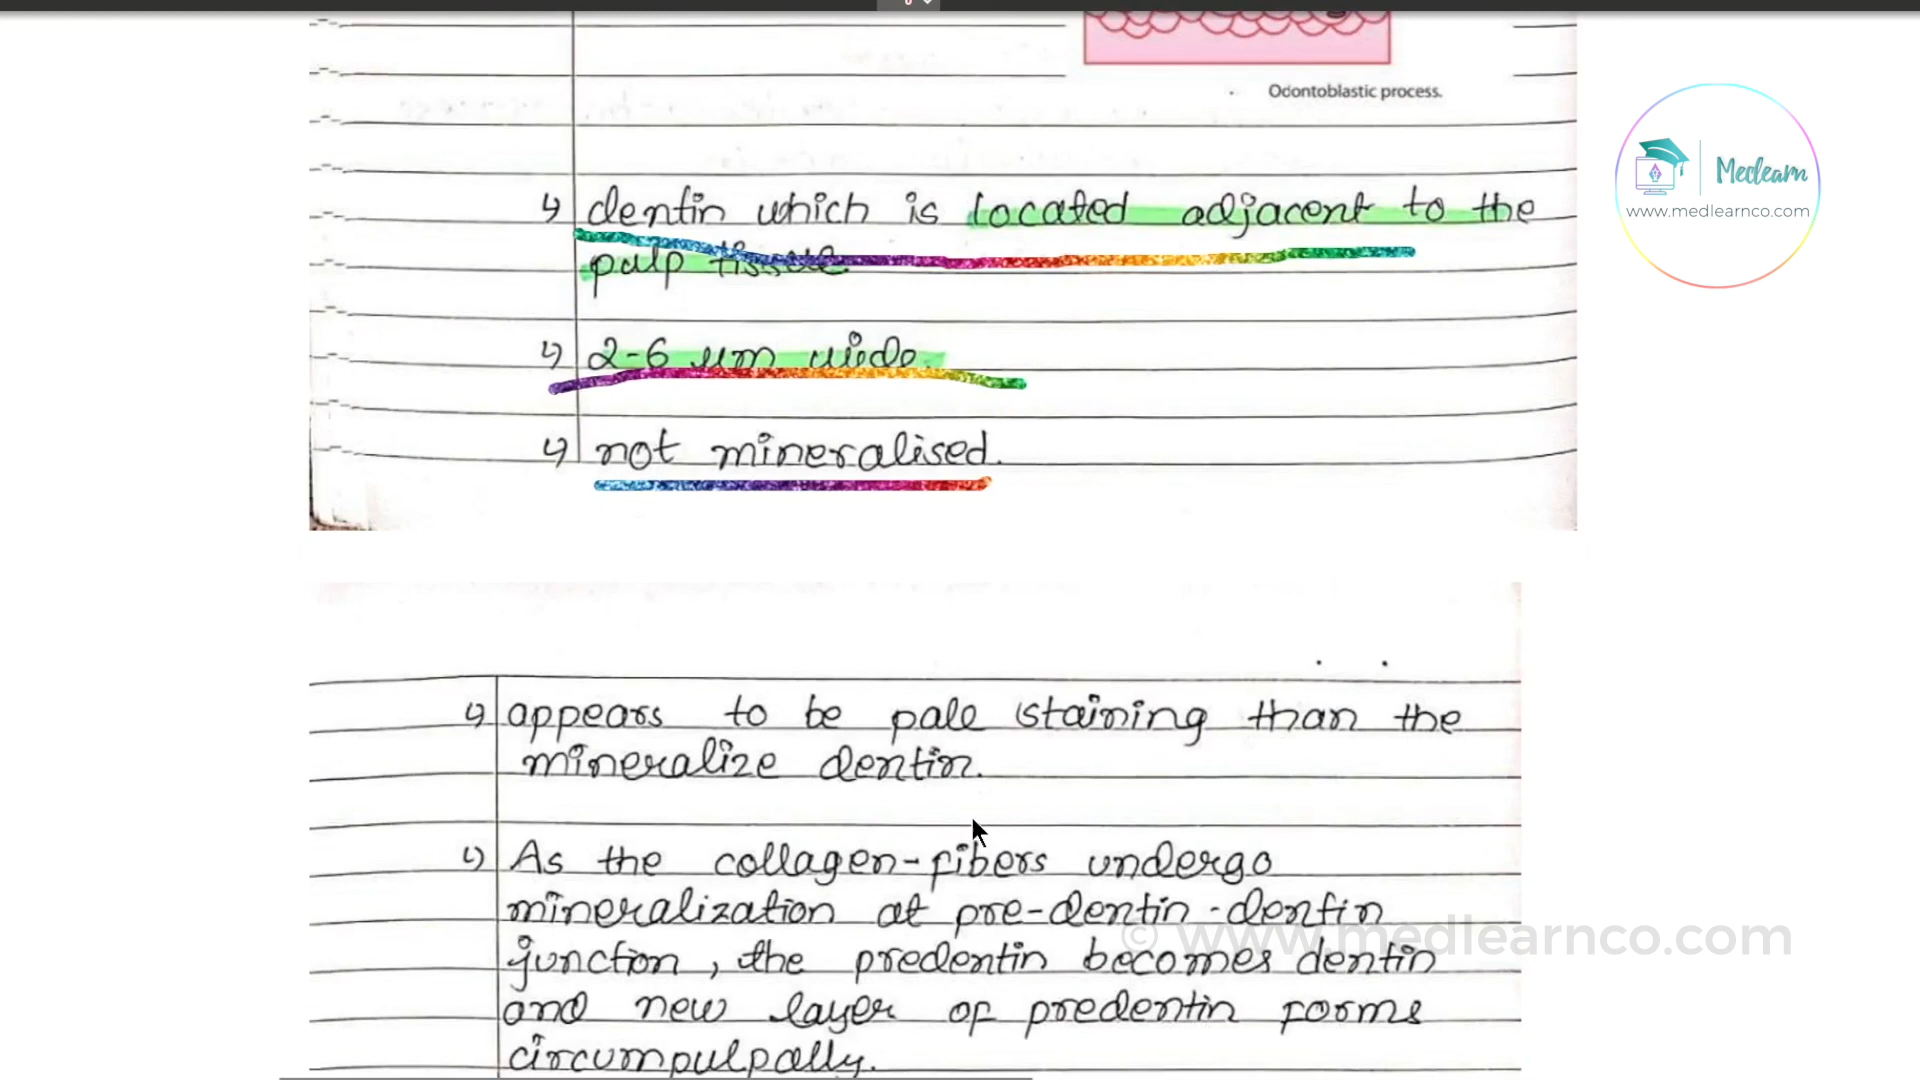 Odontoblastic process.
Medlearn
www.medlearnco.com
↳ dentin which is located adjacent to the
pulp tissue.
↳ 2-6 µm wide.
↳ not mineralised.
↳ appears to be pale staining than the
mineralize dentin.
↳ As the collagen-fibers undergo
mineralization at pre-dentin-dentin
junction, the predentin becomes dentin
and new layer of predentin forms
circumpulpally.
© www.medlearnco.com